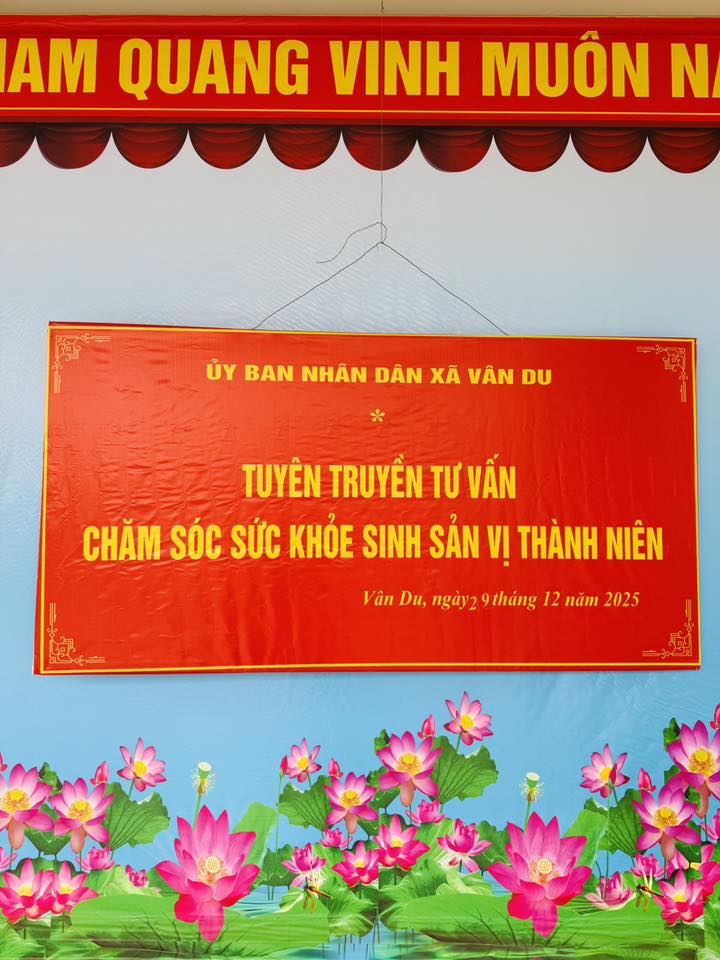 NAM QUANG VINH MUÔN NĂ
ỦY BAN NHÂN DÂN XÃ VÂN DU
*
TUYÊN TRUYỀN TƯ VẤN
CHĂM SÓC SỨC KHỎE SINH SẢN VỊ THÀNH NIÊN
Vân Du, ngày 29 tháng 12 năm 2025